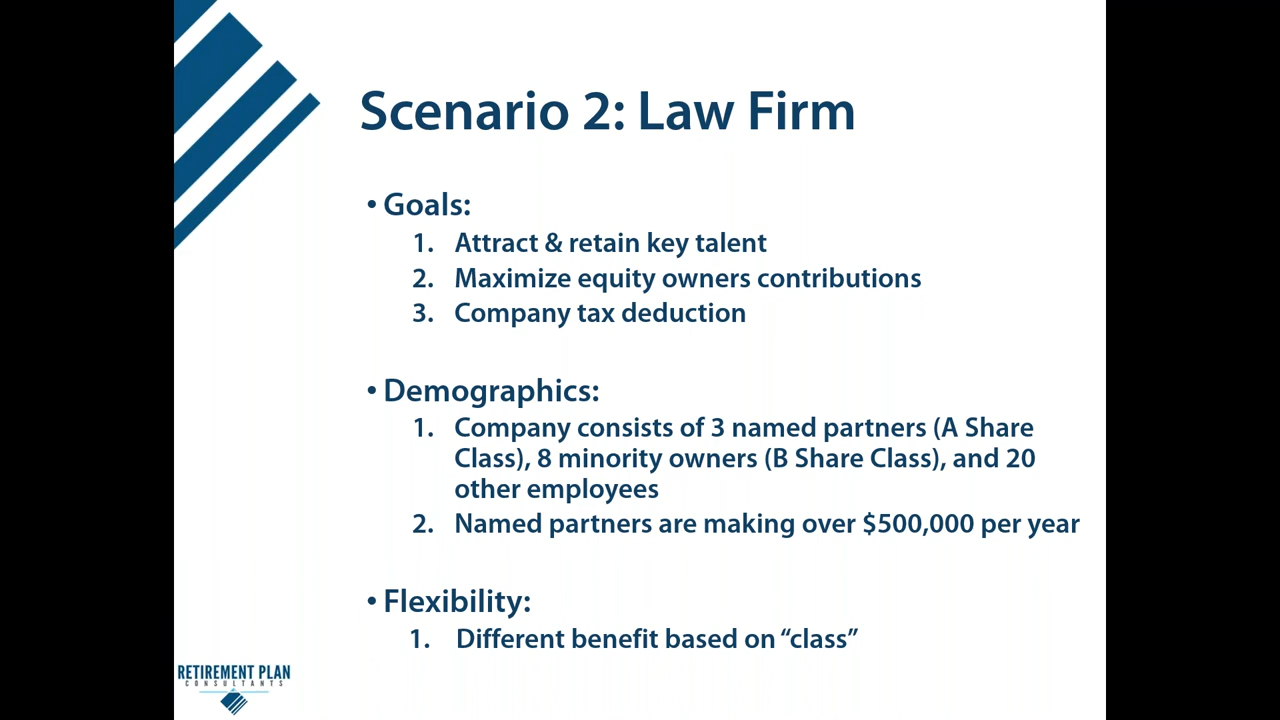 Scenario 2: Law Firm
• Goals:
1. Attract & retain key talent
2. Maximize equity owners contributions
3. Company tax deduction
• Demographics:
1. Company consists of 3 named partners (A Share
Class), 8 minority owners (B Share Class), and 20
other employees
2. Named partners are making over $500,000 per year
• Flexibility:
1. Different benefit based on “class”
RETIREMENT PLAN
CONSULTANTS